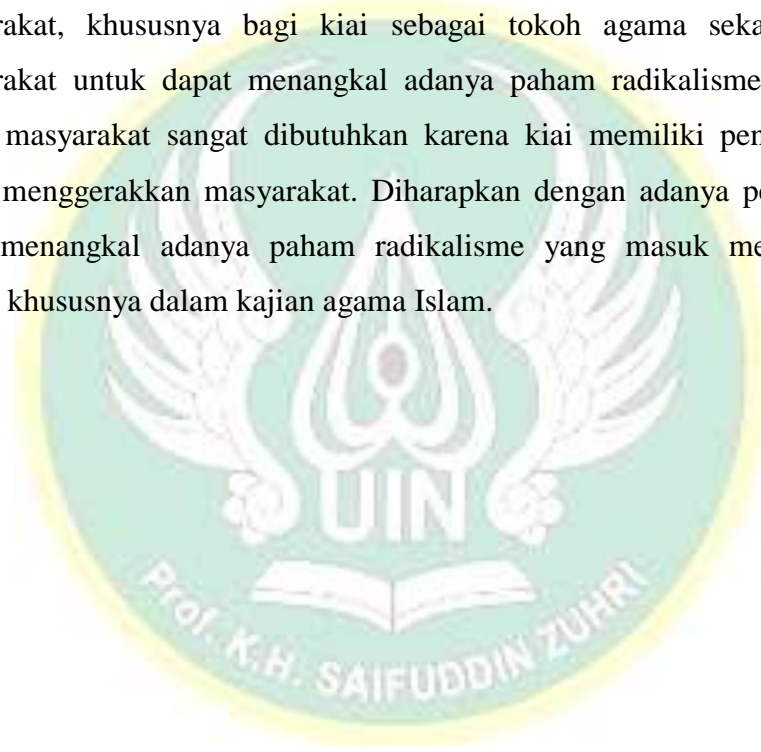 rakat, khususnya bagi kiai sebagai tokoh agama seka
rakat untuk dapat menangkal adanya paham radikalisme
masyarakat sangat dibutuhkan karena kiai memiliki pen
menggerakkan masyarakat. Diharapkan dengan adanya pe
menangkal adanya paham radikalisme yang masuk me
khususnya dalam kajian agama Islam.
UIN
Prof. K.H. SAIFUDDIN ZUHRI